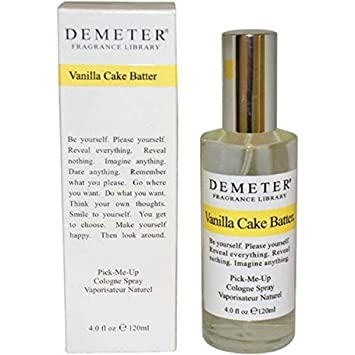 DEMETER®
FRAGRANCE LIBRARY
Vanilla Cake Batter
Be yourself. Please yourself.
Reveal everything. Reveal
nothing. Imagine anything.
Dare anything. Remember
what you please. Go where
you want. Do what you want.
Think your own thoughts.
Smile to yourself. You get
to choose. Make yourself
happy. Then look around.
Pick-Me-Up
Cologne Spray
Vaporisateur Naturel
4.0 fl oz ℮ 120ml
DEMETER®
FRAGRANCE LIBRARY
Vanilla Cake Batter
Be yourself. Please yourself.
Reveal everything. Reveal
nothing. Imagine anything.
Pick-Me-Up
Cologne Spray
Vaporisateur Naturel
4.0 fl oz ℮ 120ml